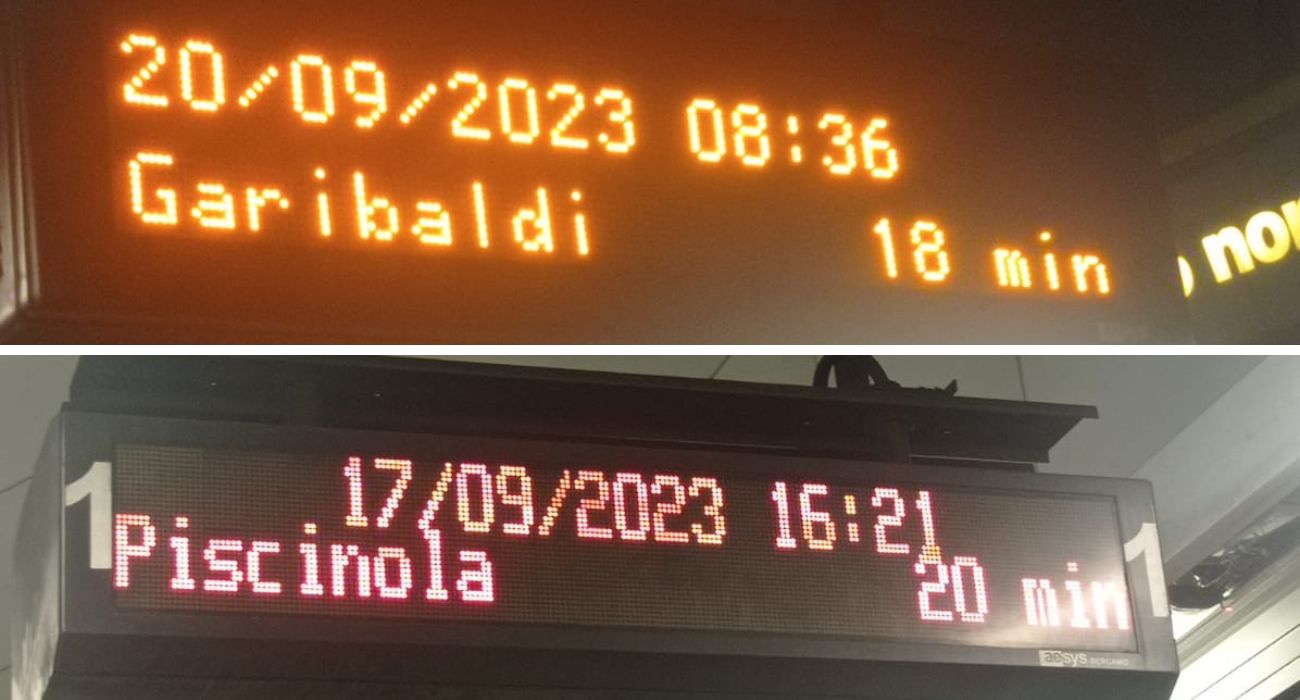 20/09/2023 08:36
Garibaldi 18 min
17/09/2023 16:21
1 1
Piscinola 20 min
aesys BERGAMO